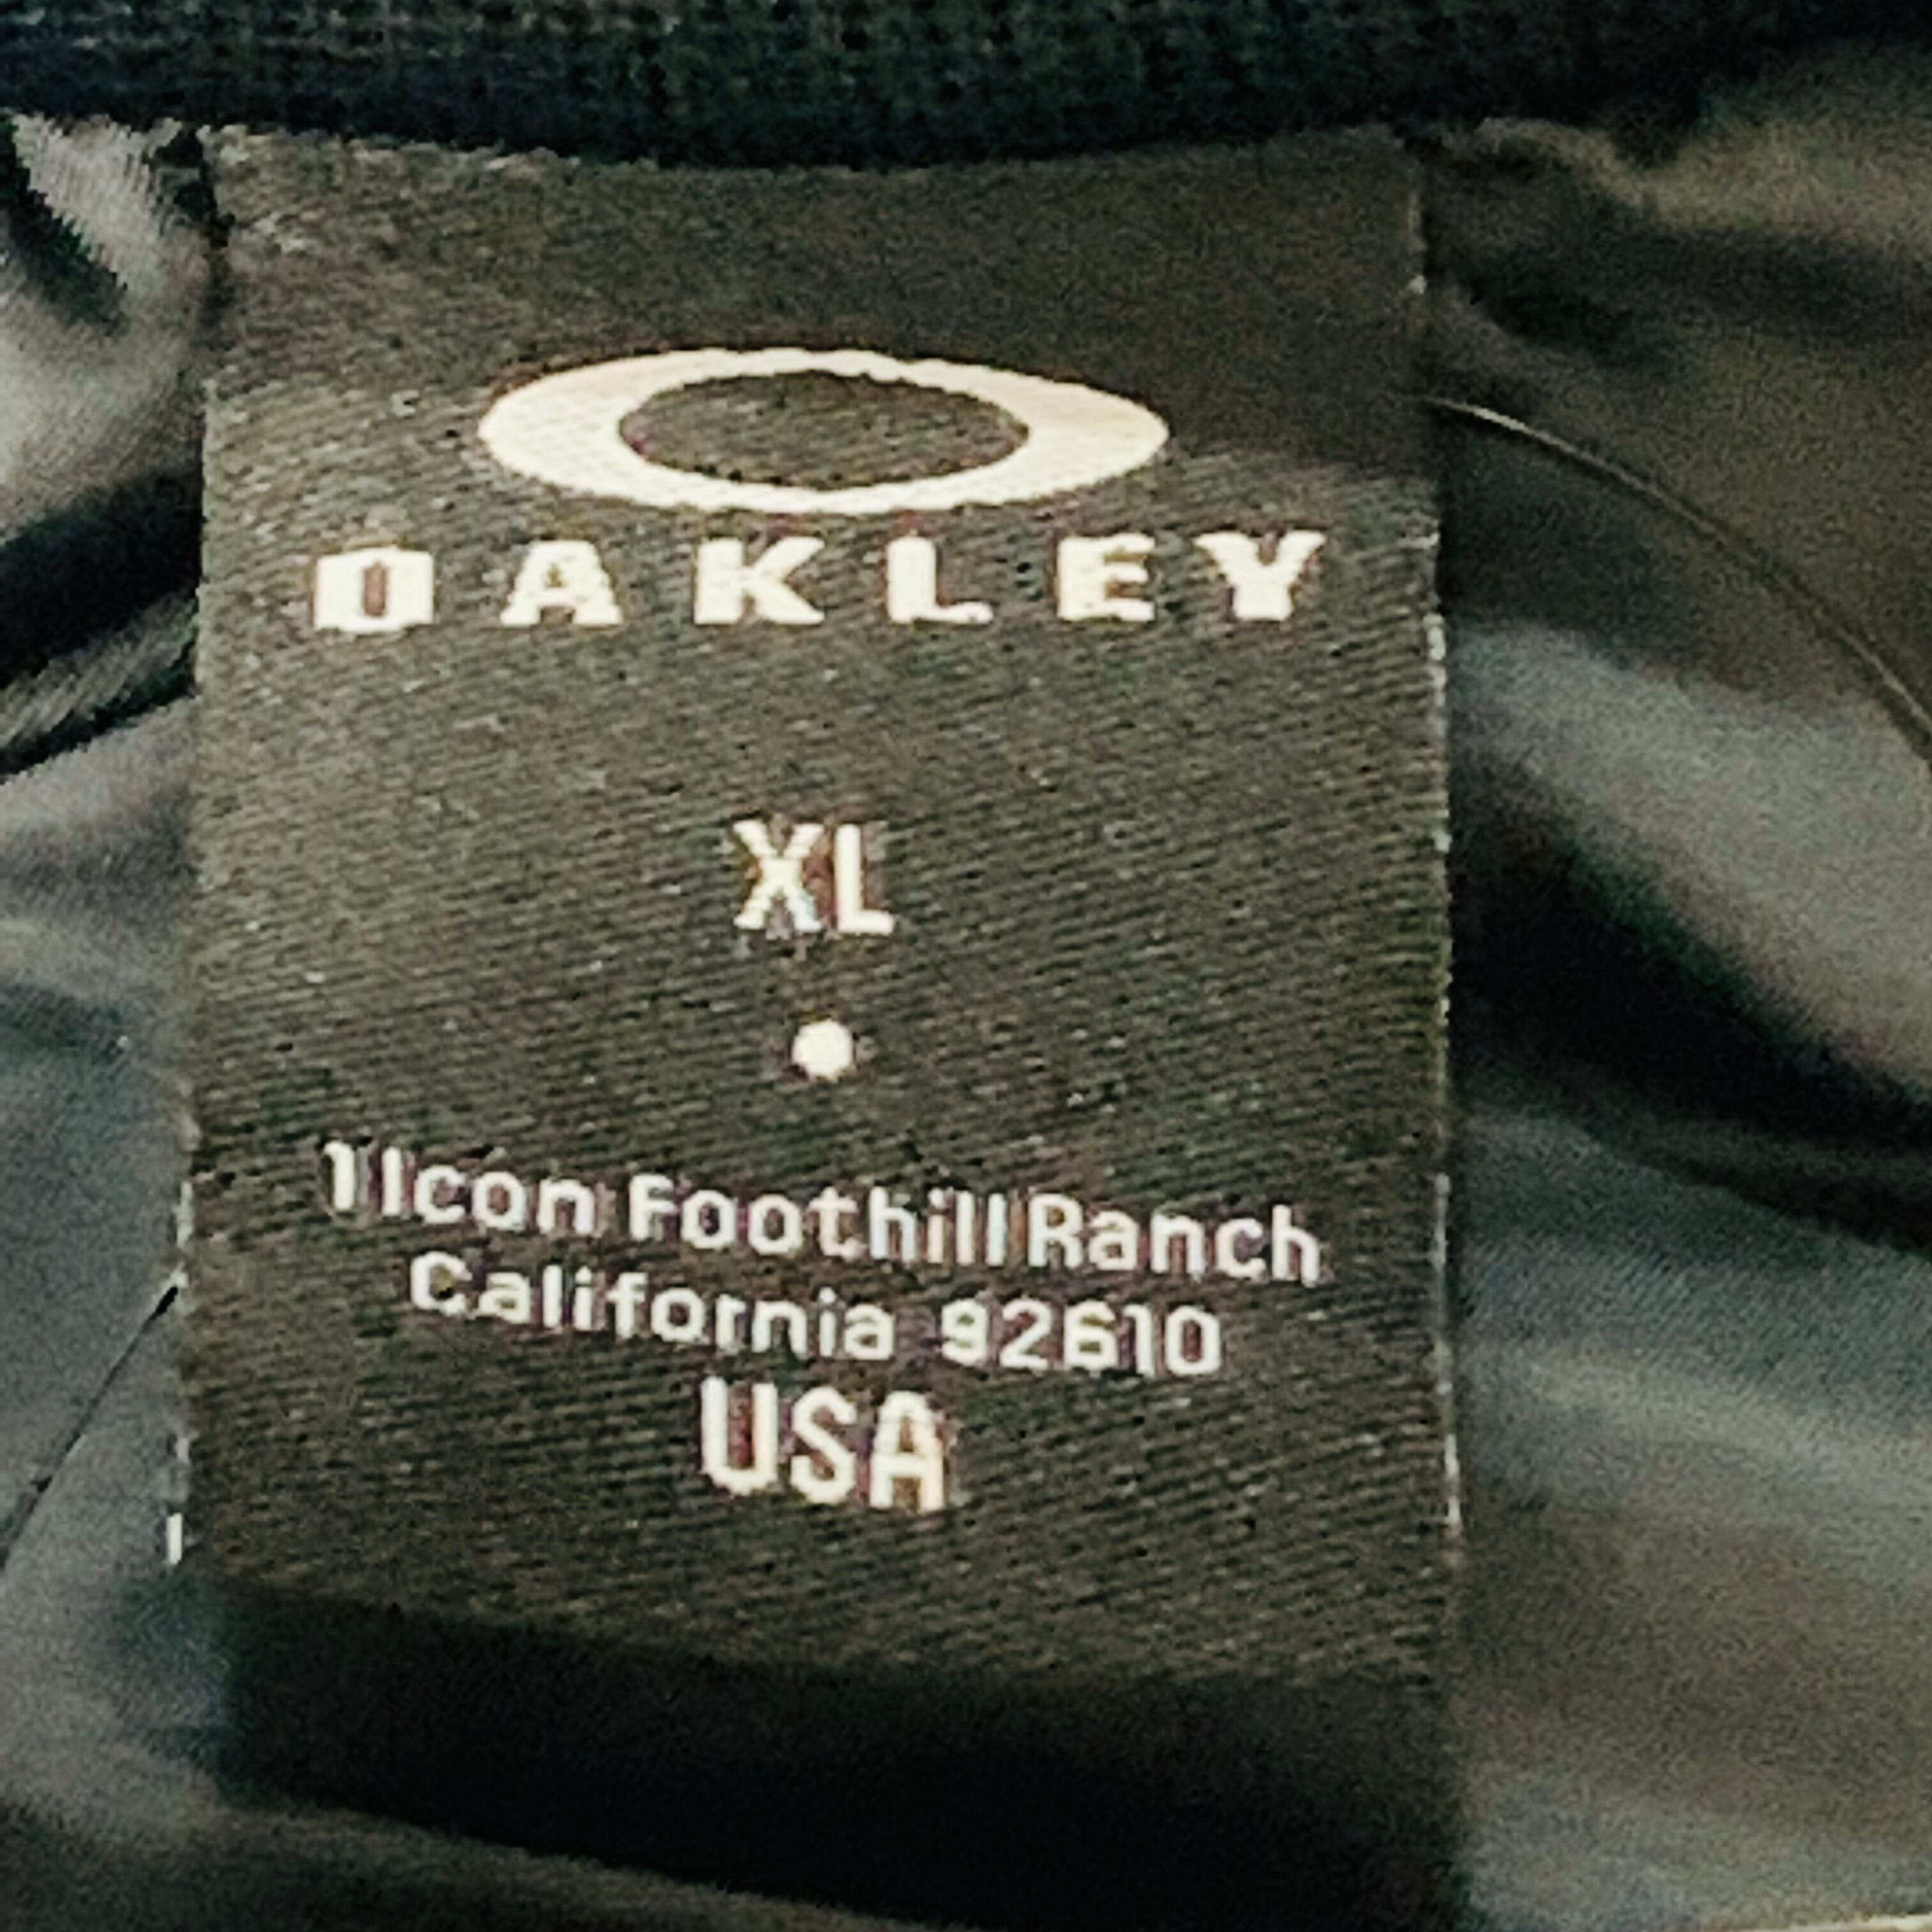 OAKLEY
XL
1 Icon Foothill Ranch
California 92610
USA